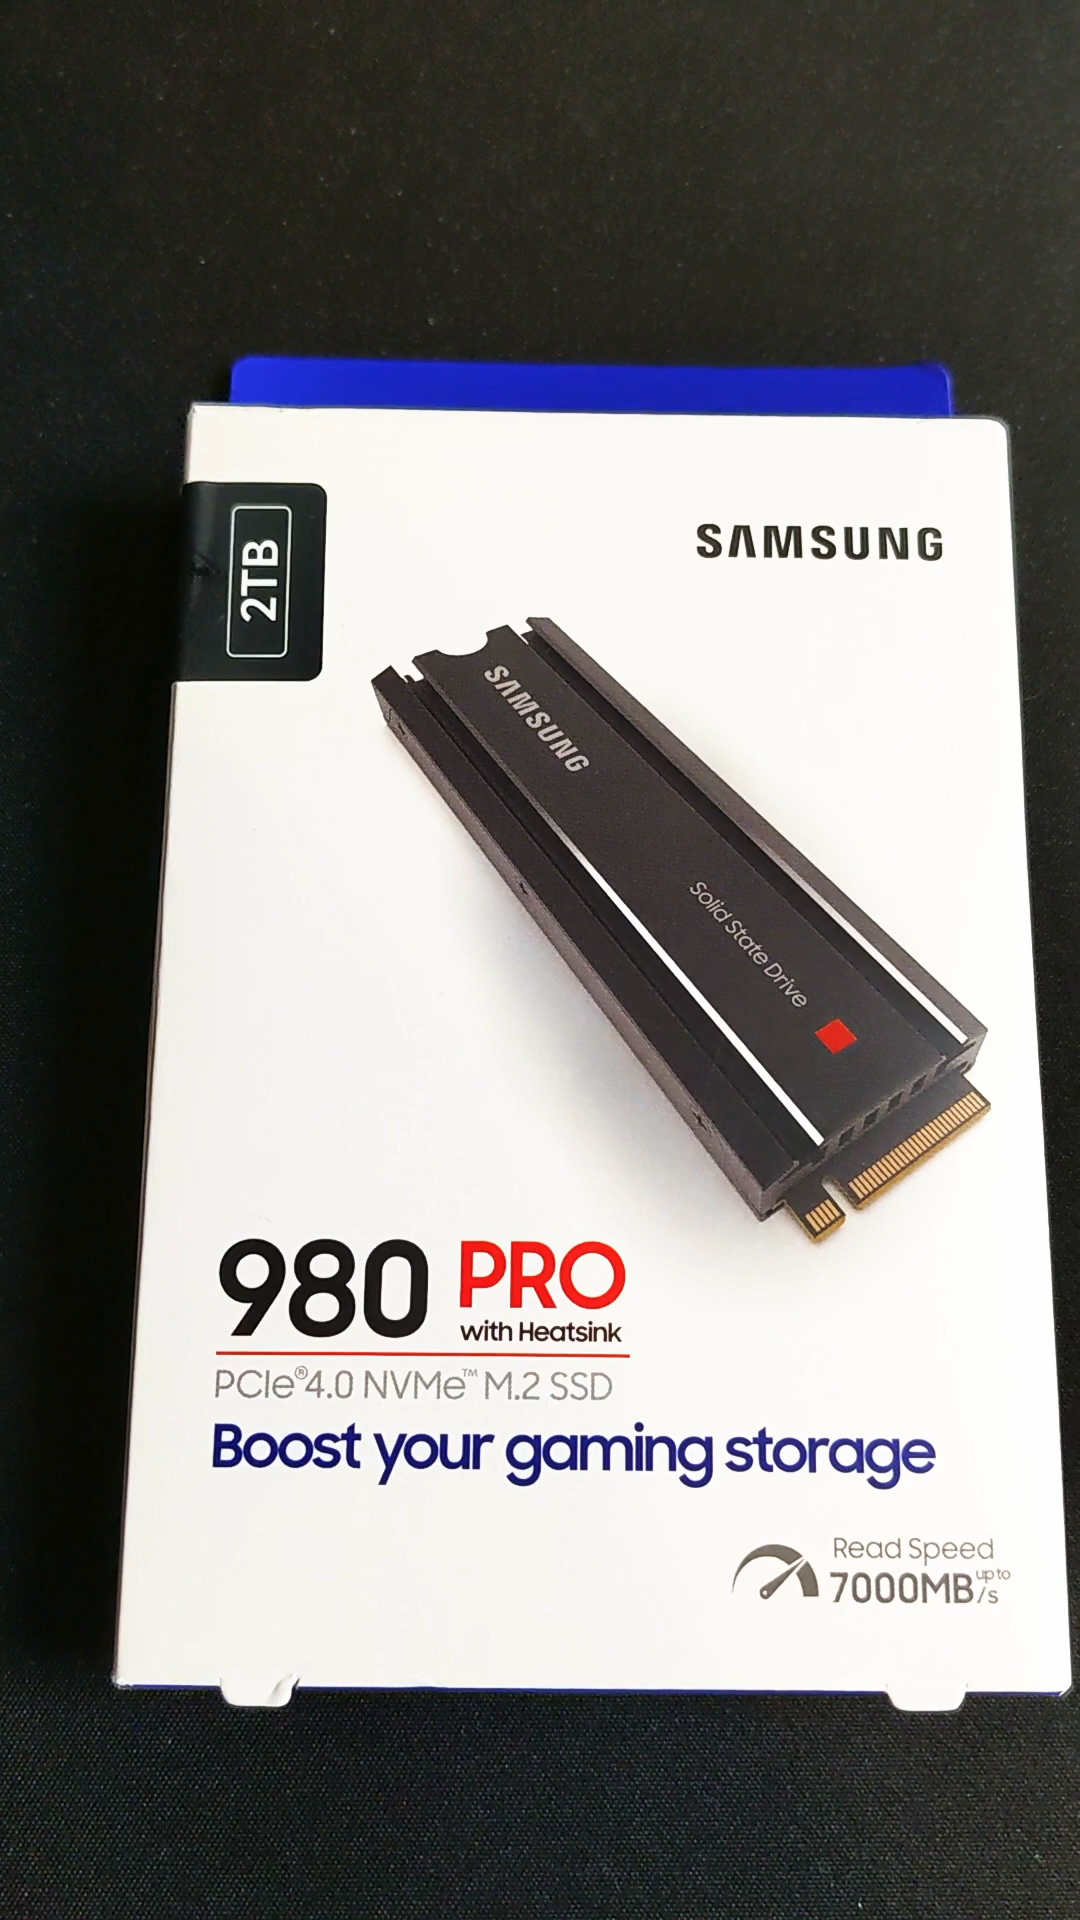 2TB
SAMSUNG
SAMSUNG
Solid State Drive
980 PRO
with Heatsink
PCIe®4.0 NVMe™ M.2 SSD
Boost your gaming storage
Read Speed
up to
7000MB/s